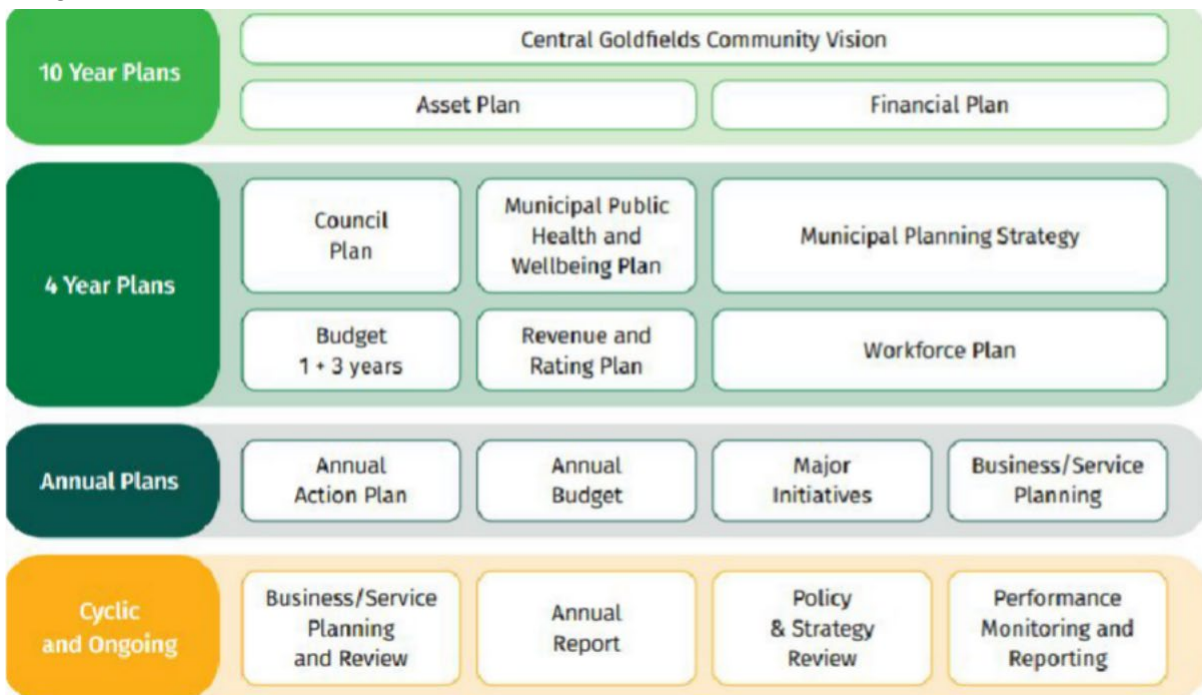 10 Year Plans
Central Goldfields Community Vision
Asset Plan
Financial Plan
4 Year Plans
Council
Plan
Municipal Public
Health and
Wellbeing Plan
Municipal Planning Strategy
Budget
1 + 3 years
Revenue and
Rating Plan
Workforce Plan
Annual Plans
Annual
Action Plan
Annual
Budget
Major
Initiatives
Business/Service
Planning
Cyclic
and Ongoing
Business/Service
Planning
and Review
Annual
Report
Policy
& Strategy
Review
Performance
Monitoring and
Reporting